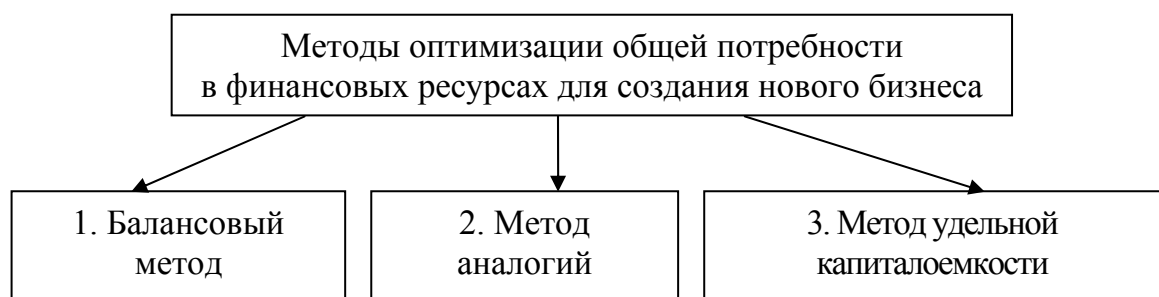 Методы оптимизации общей потребности
в финансовых ресурсах для создания нового бизнеса
1. Балансовый
метод
2. Метод
аналогий
3. Метод удельной
капиталоемкости